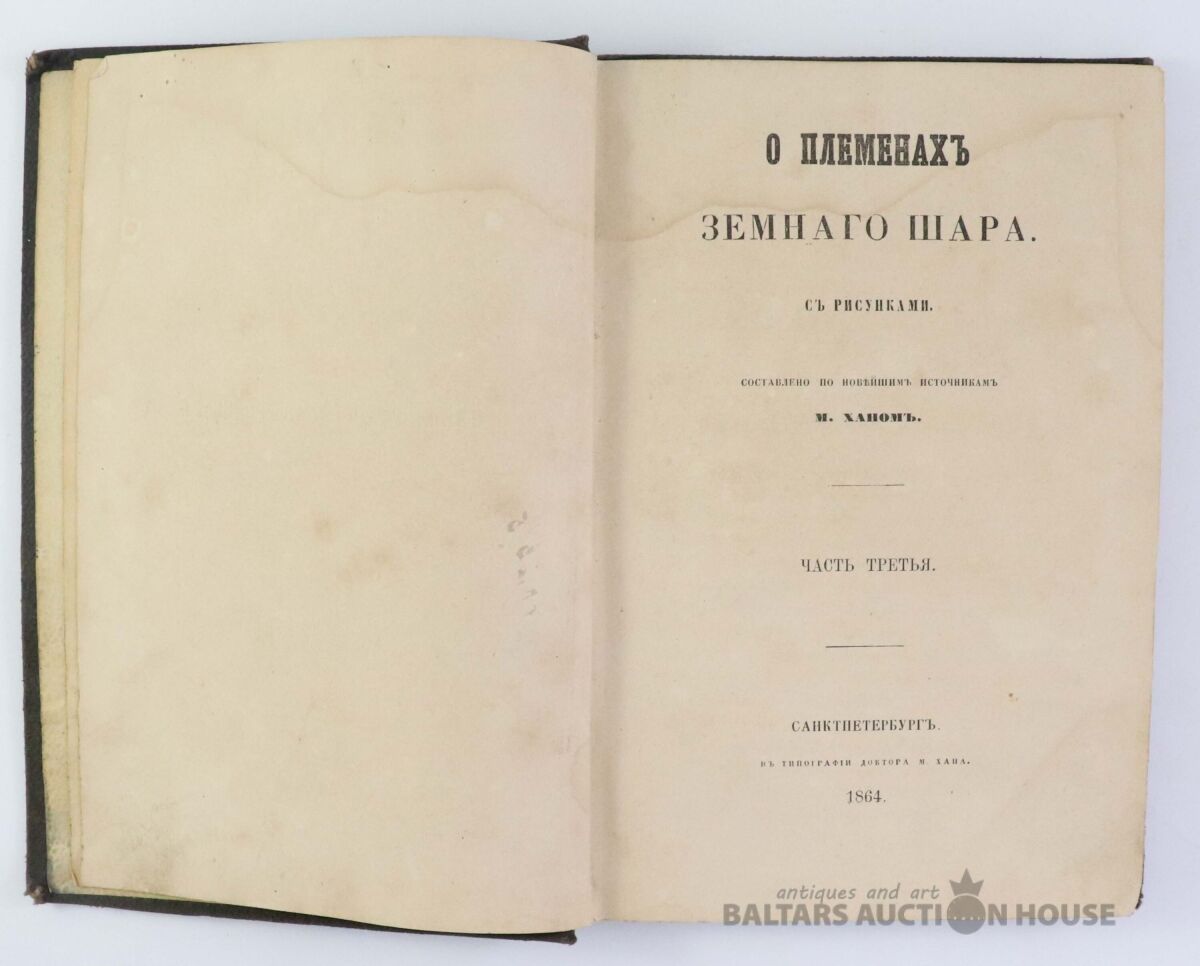 О ПЛЕМЕНАХЪ
ЗЕМНАГО ШАРА.
СЪ РИСУНКАМИ.
СОСТАВЛЕНО ПО НОВѢЙШИМЪ ИСТОЧНИКАМЪ
М. ХАНОМЪ.
ЧАСТЬ ТРЕТЬЯ.
САНКТПЕТЕРБУРГЪ.
ВЪ ТИПОГРАФІИ ДОКТОРА М. ХАНА.
1864.
antiques and art
BALTARS AUCTION HOUSE